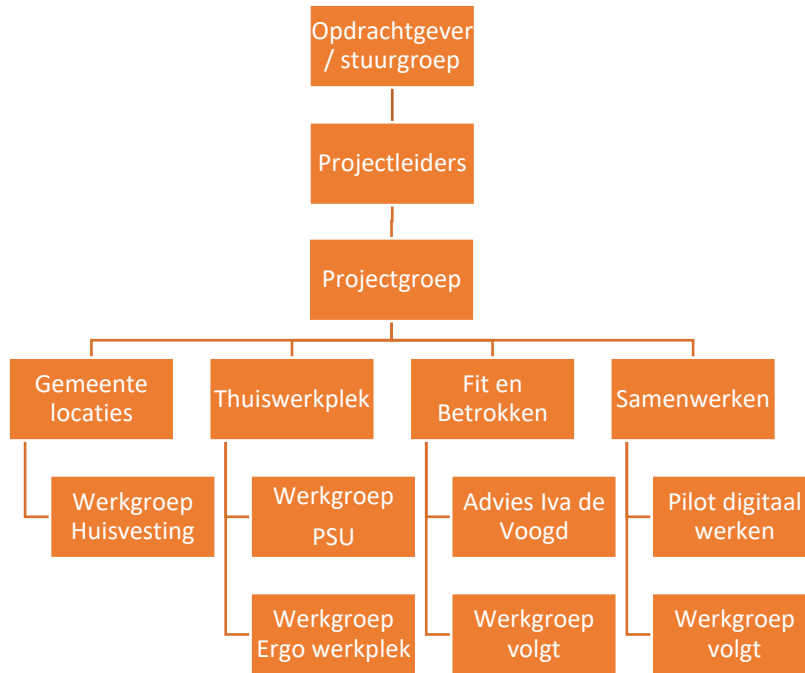 Opdrachtgever
/ stuurgroep
Projectleiders
Projectgroep
Gemeente
locaties
Thuiswerkplek
Fit en
Betrokken
Samenwerken
Werkgroep
Huisvesting
Werkgroep
PSU
Advies Iva de
Voogd
Pilot digitaal
werken
Werkgroep
Ergo werkplek
Werkgroep
volgt
Werkgroep
volgt